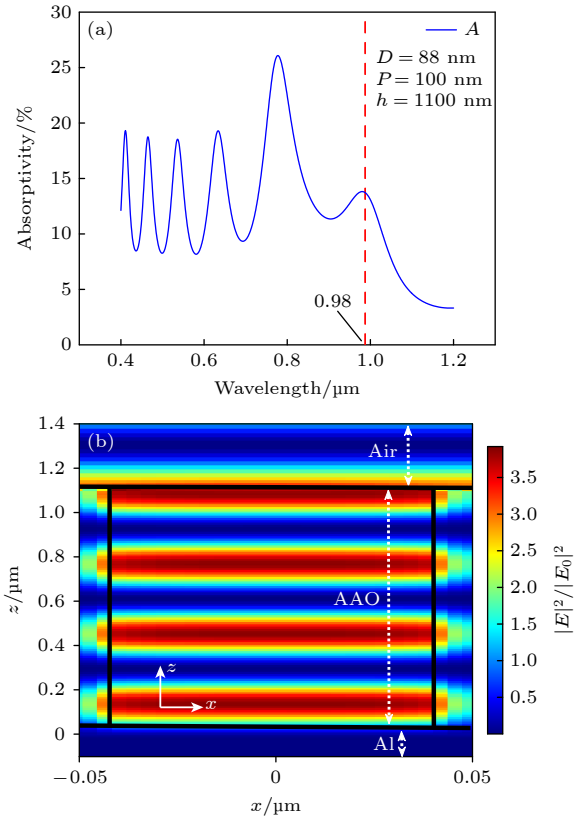 (a)
A
D = 88 nm
P = 100 nm
h = 1100 nm
30
25
20
15
10
5
0
Absorptivity/%
0.98
0.4 0.6 0.8 1.0 1.2
Wavelength/µm
(b)
Air
AAO
Al
z
x
1.4
1.2
1.0
0.8
0.6
0.4
0.2
0
z/µm
−0.05 0 0.05
x/µm
3.5
3.0
2.5
2.0
1.5
1.0
0.5
|E|²/|E₀|²